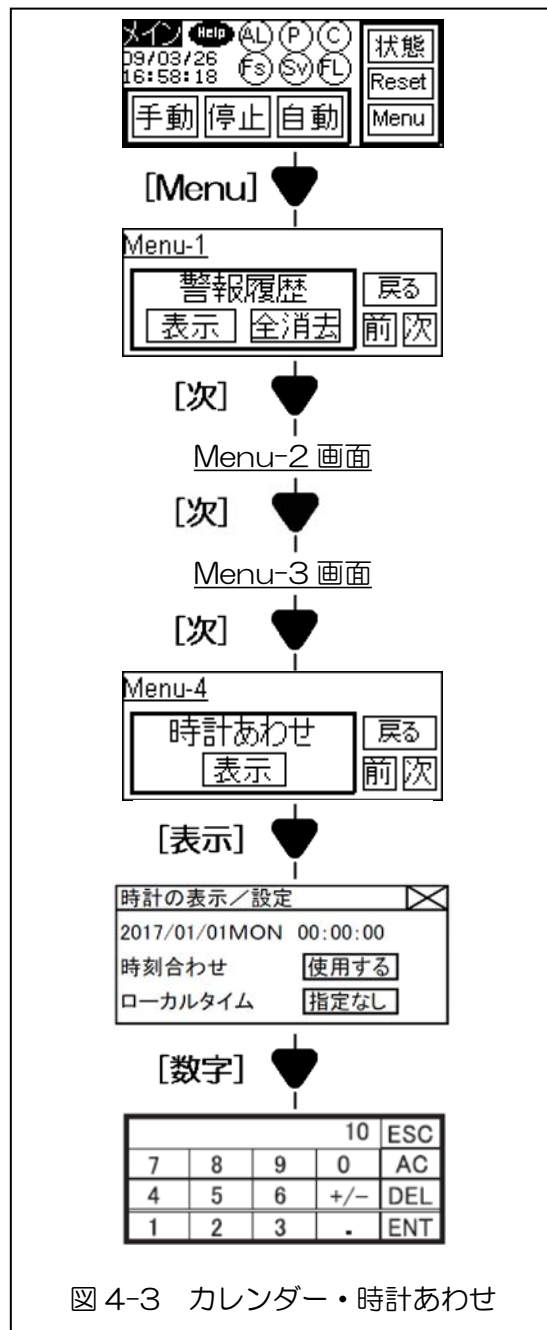 メイン Help AL P C 状態
09/03/26
16:58:18 Fs Sv FL Reset
手動 停止 自動 Menu
[Menu]
Menu-1
警報履歴 戻る
表示 全消去 前 次
[次]
Menu-2 画面
[次]
Menu-3 画面
[次]
Menu-4
時計あわせ 戻る
表示 前 次
[表示]
時計の表示／設定
2017/01/01MON 00:00:00
時刻合わせ 使用する
ローカルタイム 指定なし
[数字]
10 ESC
7 8 9 0 AC
4 5 6 +/- DEL
1 2 3 . ENT
図 4-3 カレンダー・時計あわせ